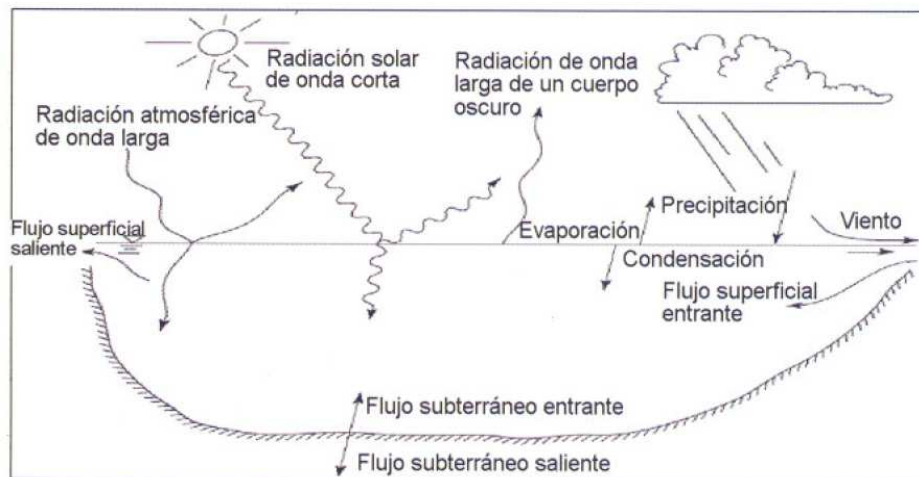 Radiación solar
de onda corta
Radiación de onda
larga de un cuerpo
oscuro
Radiación atmosférica
de onda larga
Flujo superficial
saliente
Evaporación
Precipitación
Viento
Condensación
Flujo superficial
entrante
Flujo subterráneo entrante
Flujo subterráneo saliente